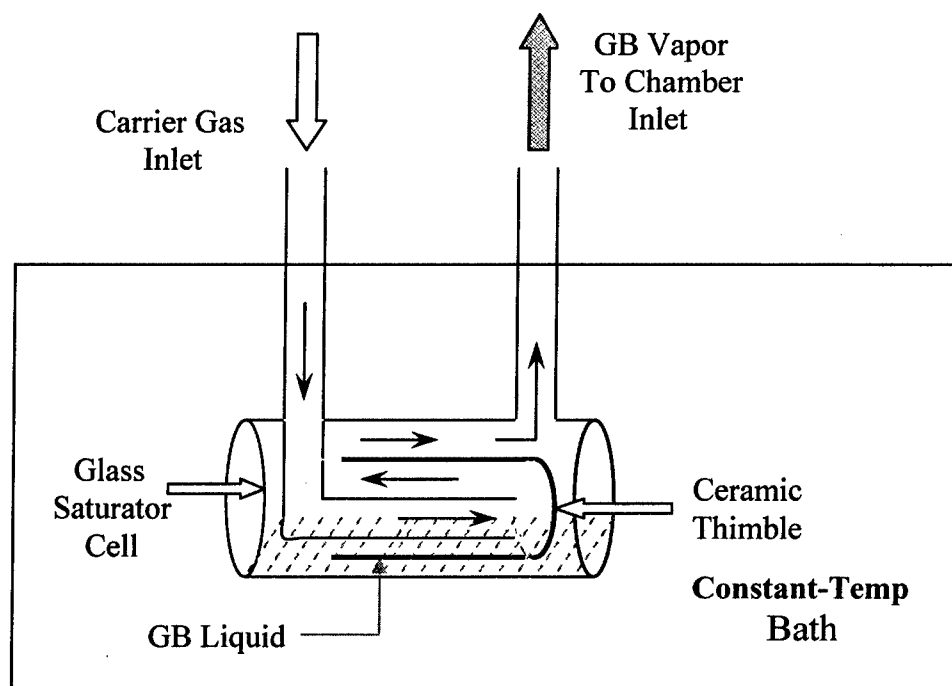 Carrier Gas
Inlet
GB Vapor
To Chamber
Inlet
Glass
Saturator
Cell
Ceramic
Thimble
GB Liquid
Constant-Temp
Bath